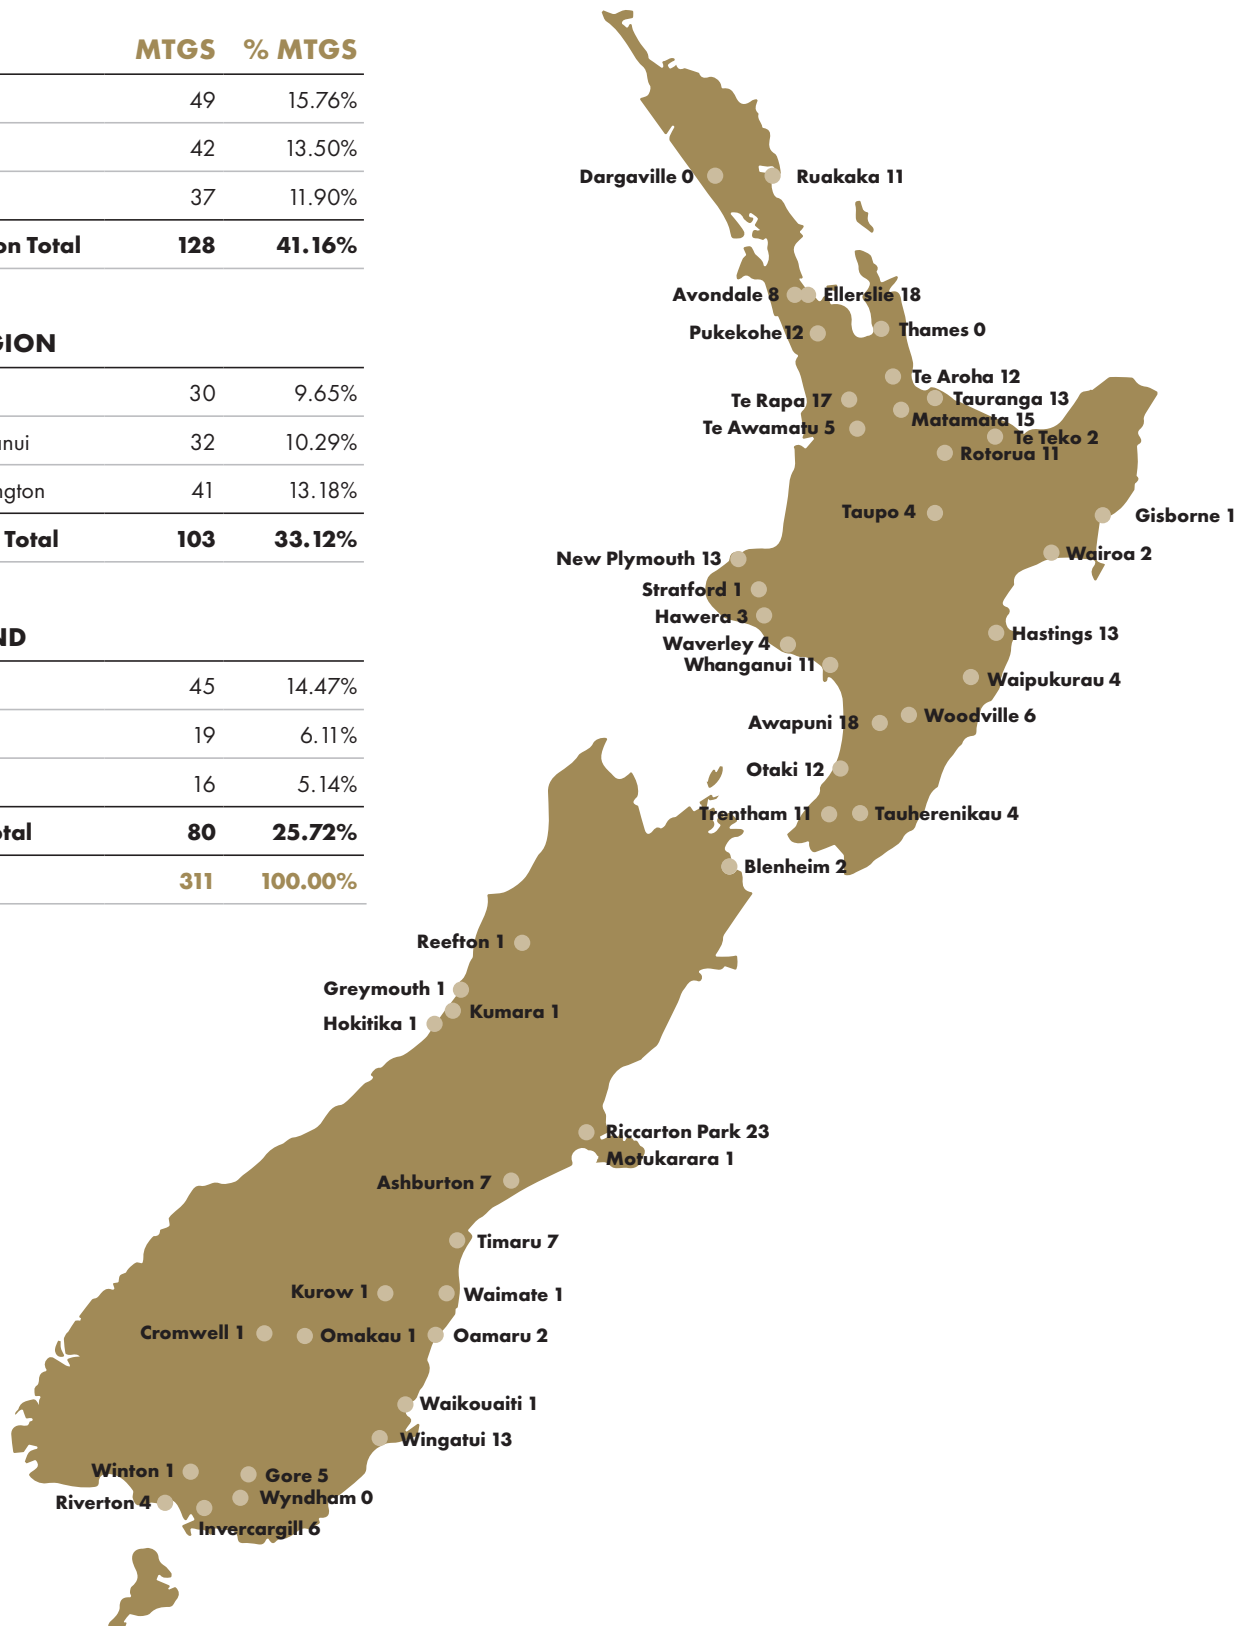 MTGS % MTGS
49 15.76%
42 13.50%
37 11.90%
on Total 128 41.16%
GION
30 9.65%
nui 32 10.29%
gton 41 13.18%
Total 103 33.12%
ND
45 14.47%
19 6.11%
16 5.14%
otal 80 25.72%
311 100.00%
Dargaville 0
Ruakaka 11
Avondale 8
Ellerslie 18
Pukekohe12
Thames 0
Te Aroha 12
Te Rapa 17
Tauranga 13
Matamata 15
Te Awamatu 5
Te Teko 2
Rotorua 11
Taupo 4
Gisborne 1
New Plymouth 13
Wairoa 2
Stratford 1
Hawera 3
Hastings 13
Waverley 4
Whanganui 11
Waipukurau 4
Awapuni 18
Woodville 6
Otaki 12
Trentham 11
Tauherenikau 4
Blenheim 2
Reefton 1
Greymouth 1
Kumara 1
Hokitika 1
Riccarton Park 23
Motukarara 1
Ashburton 7
Timaru 7
Kurow 1
Waimate 1
Cromwell 1
Omakau 1
Oamaru 2
Waikouaiti 1
Wingatui 13
Winton 1
Gore 5
Riverton 4
Wyndham 0
Invercargill 6